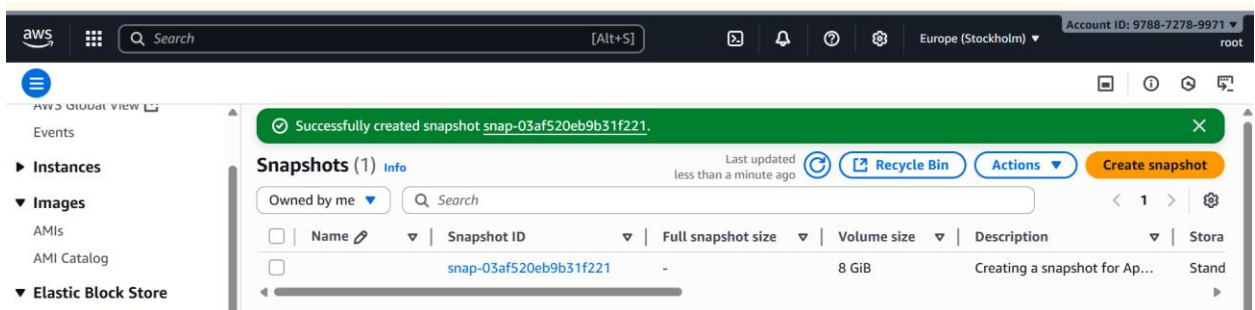 aws Search [Alt+S] Europe (Stockholm) ▼ Account ID: 9788-7278-9971 ▼
root
AWS Global View
Events
Instances
Images
AMIs
AMI Catalog
Elastic Block Store
Successfully created snapshot snap-03af520eb9b31f221.
Snapshots (1) Info Last updated less than a minute ago Recycle Bin Actions ▼ Create snapshot
Owned by me ▼ Search 1
Name Snapshot ID Full snapshot size Volume size Description Stora
snap-03af520eb9b31f221 - 8 GiB Creating a snapshot for Ap... Stand